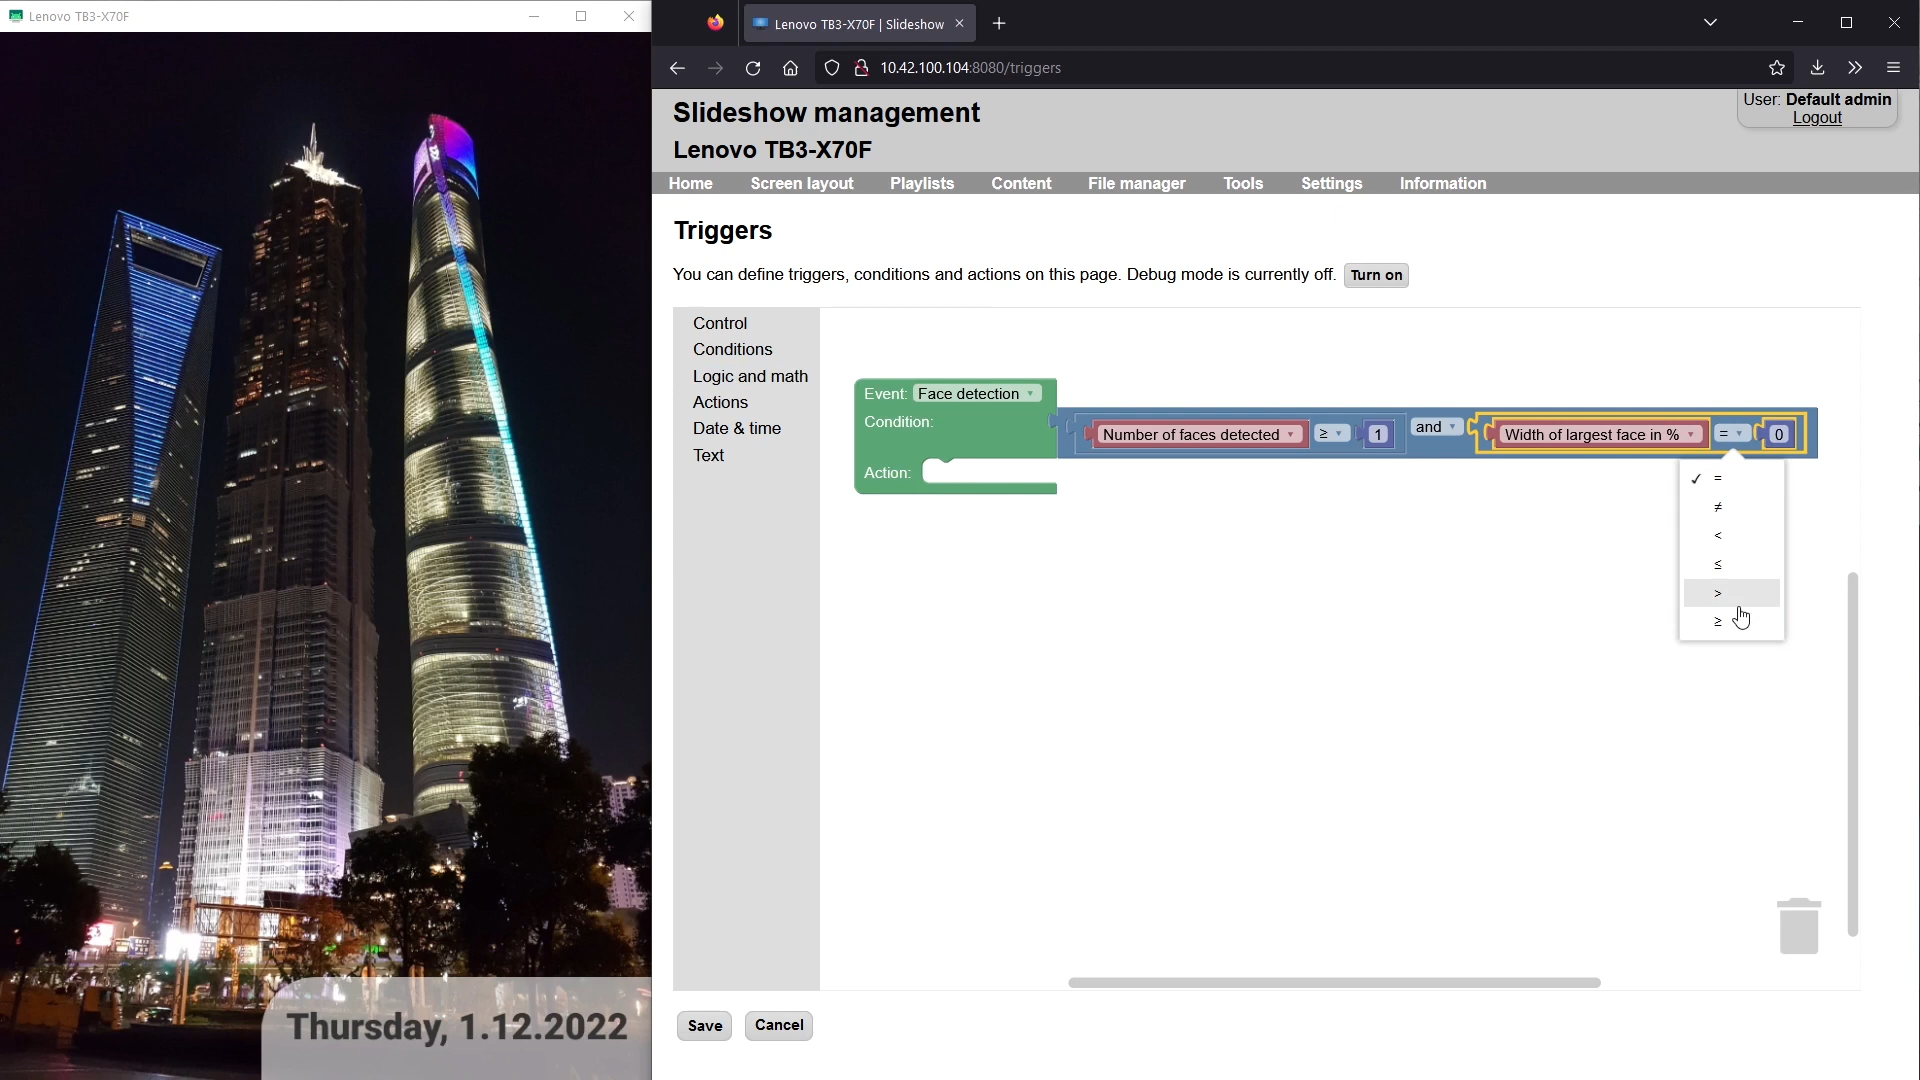 Lenovo TB3-X70F
Thursday, 1.12.2022
Lenovo TB3-X70F | Slideshow
10.42.100.104:8080/triggers
Slideshow management
Lenovo TB3-X70F
User: Default admin
Logout
Home Screen layout Playlists Content File manager Tools Settings Information
Triggers
You can define triggers, conditions and actions on this page. Debug mode is currently off. Turn on
Control
Conditions
Logic and math
Actions
Date & time
Text
Event: Face detection
Condition: Number of faces detected ≥ 1 and Width of largest face in % = 0
Action:
✓ =
≠
<
≤
>
≥
Save Cancel